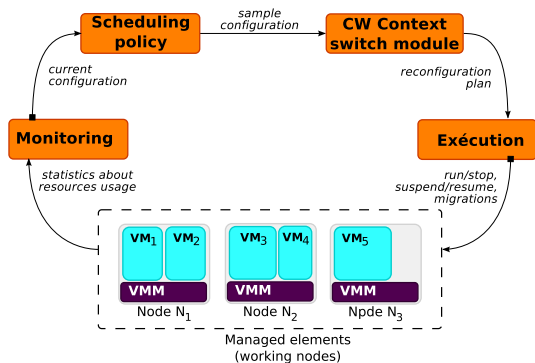 Scheduling
policy
sample
configuration
CW Context
switch module
current
configuration
reconfiguration
plan
Monitoring
Exécution
statistics about
resources usage
run/stop,
suspend/resume,
migrations
VM1
VM2
VM3
VM4
VM5
VMM
VMM
VMM
Node N1
Node N2
Npde N3
Managed elements
(working nodes)